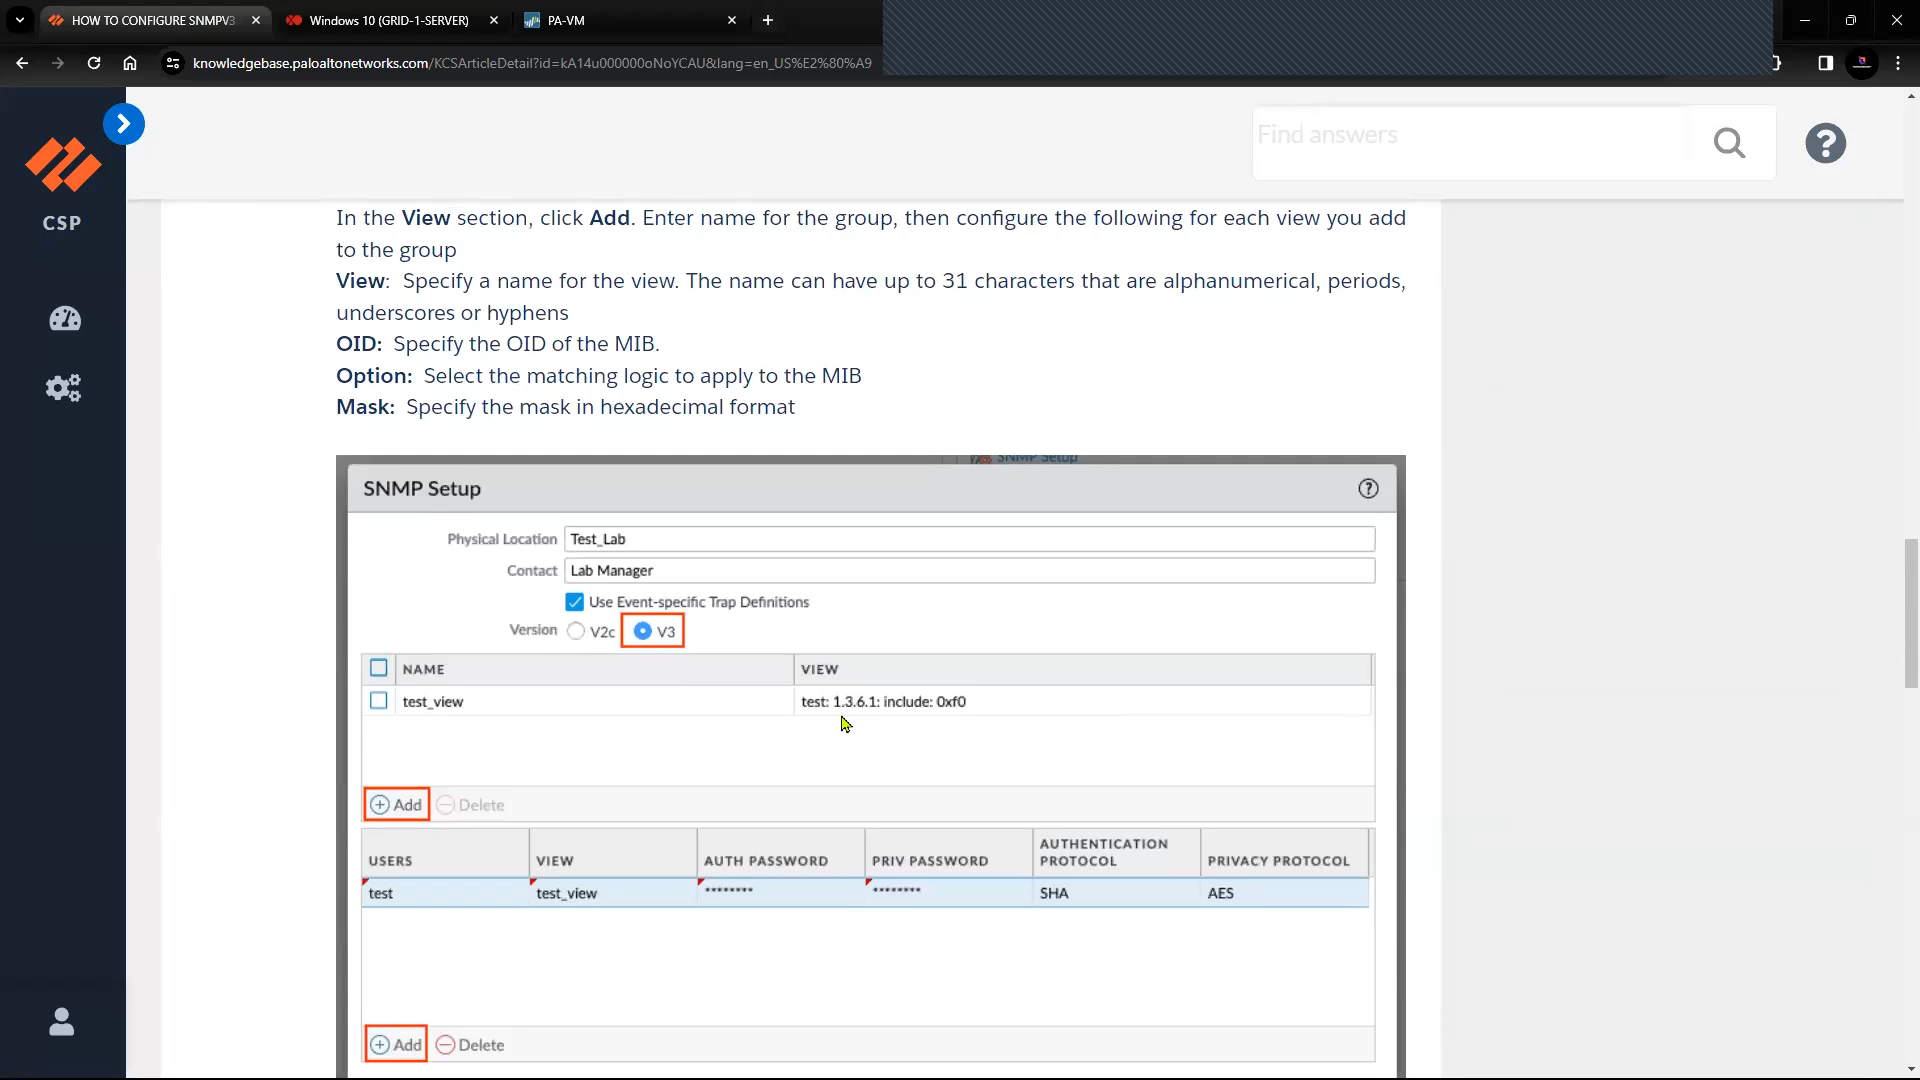 HOW TO CONFIGURE SNMPV3
Windows 10 (GRID-1-SERVER)
PA-VM
knowledgebase.paloaltonetworks.com/KCSArticleDetail?id=kA14u000000oNoYCAU&lang=en_US%E2%80%A9
Find answers
CSP
In the View section, click Add. Enter name for the group, then configure the following for each view you add
to the group
View: Specify a name for the view. The name can have up to 31 characters that are alphanumerical, periods,
underscores or hyphens
OID: Specify the OID of the MIB.
Option: Select the matching logic to apply to the MIB
Mask: Specify the mask in hexadecimal format
SNMP Setup
SNMP Setup
Physical Location Test_Lab
Contact Lab Manager
Use Event-specific Trap Definitions
Version V2c V3
NAME VIEW
test_view test: 1.3.6.1: include: 0xf0
Add Delete
USERS VIEW AUTH PASSWORD PRIV PASSWORD AUTHENTICATION PROTOCOL PRIVACY PROTOCOL
test test_view ******** ******** SHA AES
Add Delete